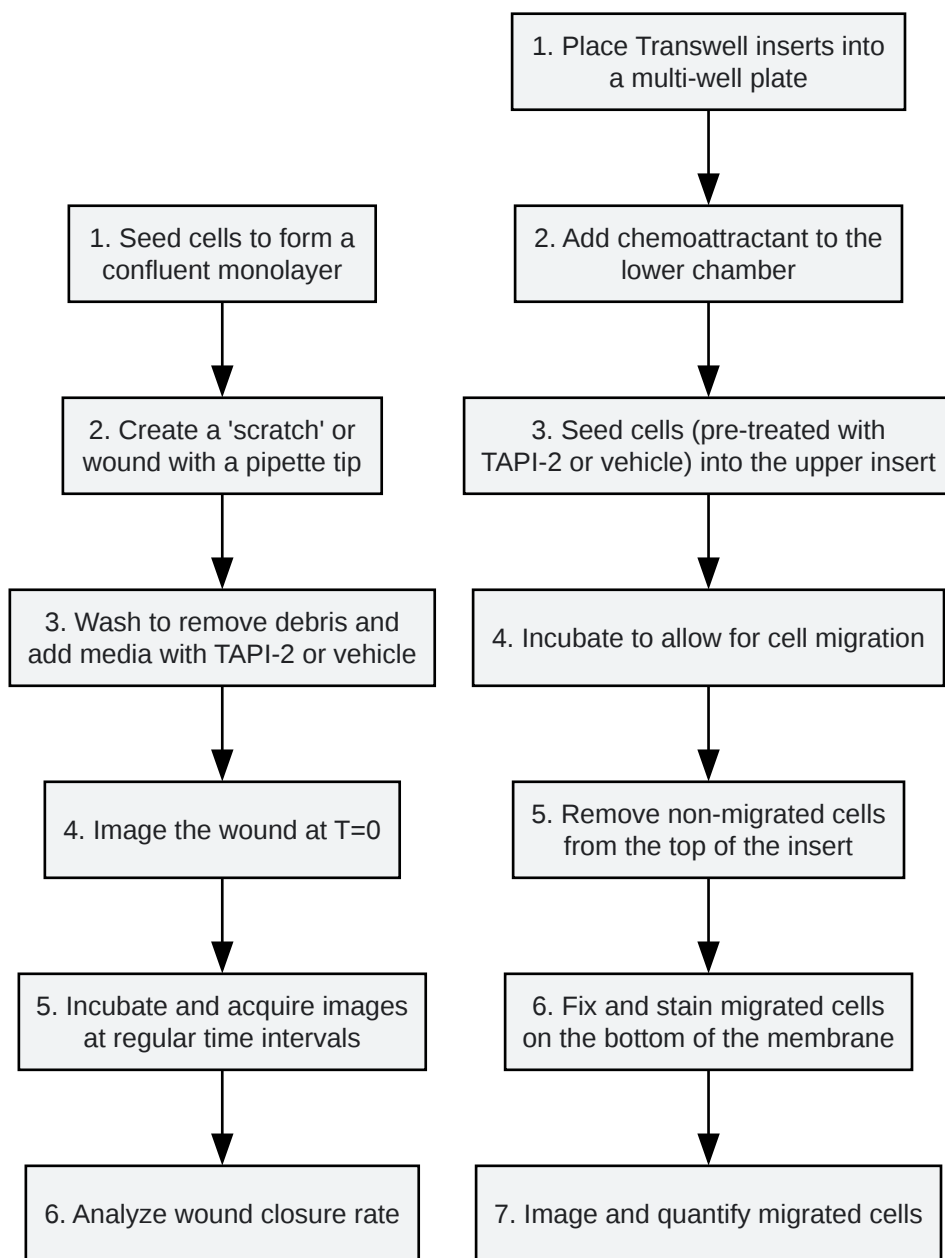 1. Seed cells to form a
confluent monolayer
2. Create a 'scratch' or
wound with a pipette tip
3. Wash to remove debris and
add media with TAPI-2 or vehicle
4. Image the wound at T=0
5. Incubate and acquire images
at regular time intervals
6. Analyze wound closure rate
1. Place Transwell inserts into
a multi-well plate
2. Add chemoattractant to the
lower chamber
3. Seed cells (pre-treated with
TAPI-2 or vehicle) into the upper insert
4. Incubate to allow for cell migration
5. Remove non-migrated cells
from the top of the insert
6. Fix and stain migrated cells
on the bottom of the membrane
7. Image and quantify migrated cells